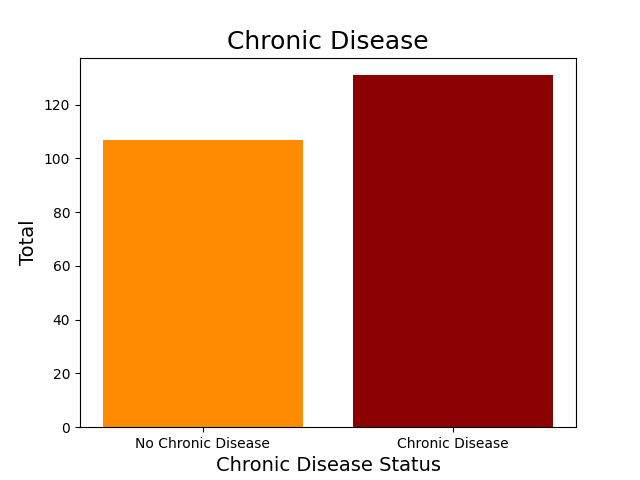 Chronic Disease
Total
120
100
80
60
40
20
0
No Chronic Disease
Chronic Disease
Chronic Disease Status